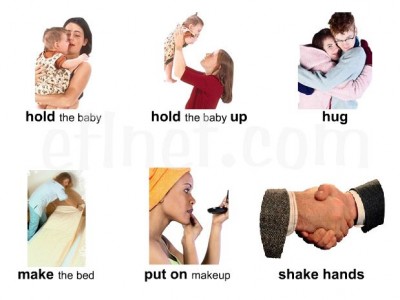 hold the baby
hold the baby up
hug
eflnet.com
make the bed
put on makeup
shake hands